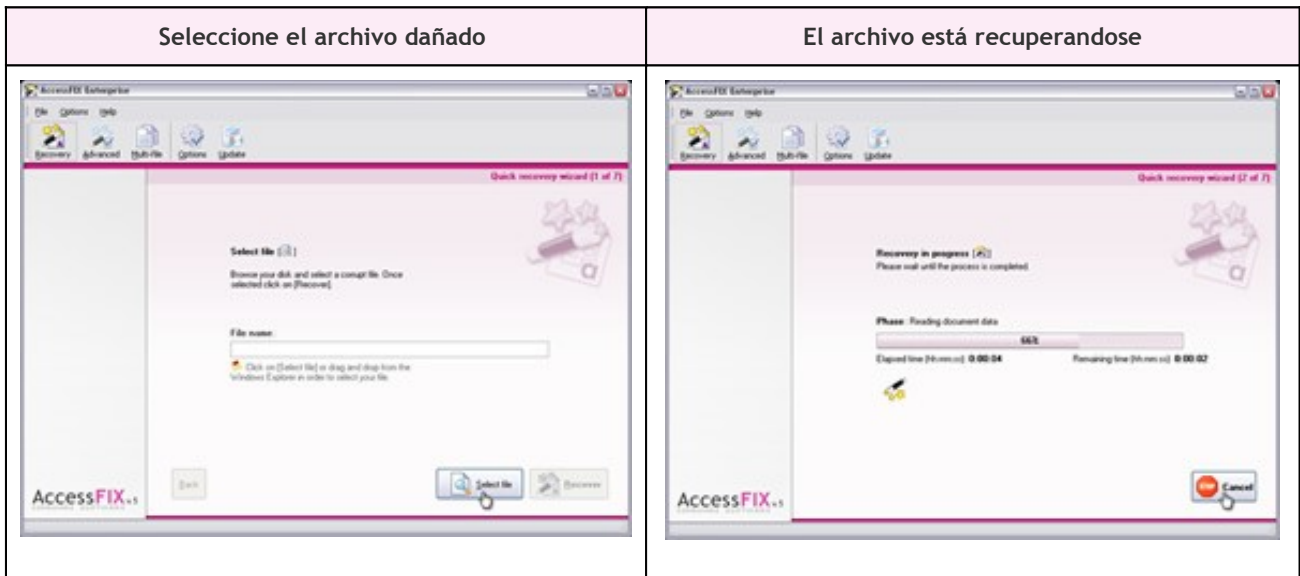 Seleccione el archivo dañado
El archivo está recuperandose
AccessFIX Enterprise
File Options Help
Recovery Advanced Multi-file Options Update
Quick recovery wizard (1 of 7)
Select file
Browse your disk and select a corrupt file. Once
selected click on [Recover].
File name:
Click on [Select file] or drag and drop from the
Windows Explorer in order to select your file.
Back
Select file
Recover
AccessFIX v.5
AccessFIX Enterprise
File Options Help
Recovery Advanced Multi-file Options Update
Quick recovery wizard (2 of 7)
Recovery in progress
Please wait until the process is completed.
Phase: Reading document data
66%
Elapsed time (hh:mm:ss) 0:00:04 Remaining time (hh:mm:ss) 0:00:02
STOP
Cancel
AccessFIX v.5